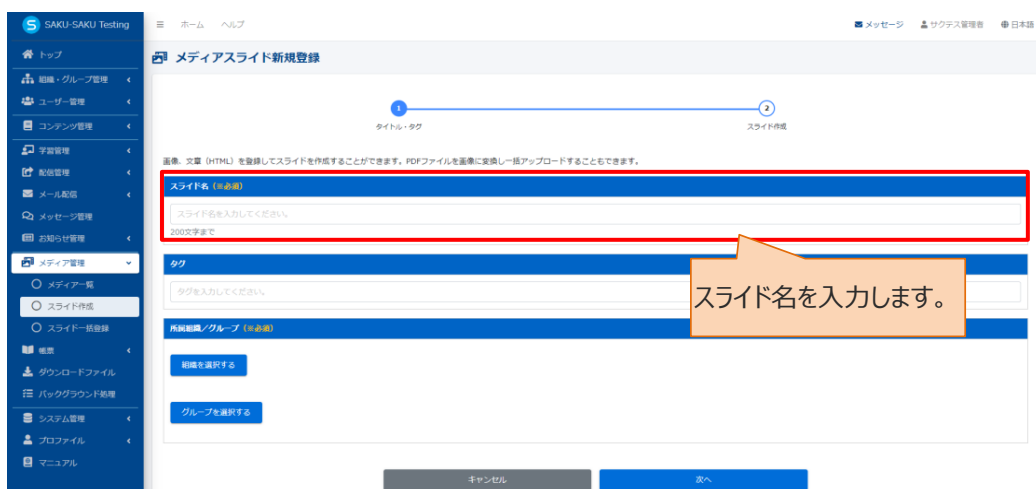 SAKU-SAKU Testing
ホーム ヘルプ
メッセージ サクテス管理者 日本語
トップ
組織・グループ管理
ユーザー管理
コンテンツ管理
学習管理
配信管理
メール配信
メッセージ管理
お知らせ管理
メディア管理
メディア一覧
スライド作成
スライド一括登録
帳票
ダウンロードファイル
バックグラウンド処理
システム管理
プロファイル
マニュアル
メディアスライド新規登録
1 2
タイトル・タグ スライド作成
画像、文章（HTML）を登録してスライドを作成することができます。PDFファイルを画像に変換し一括アップロードすることもできます。
スライド名（※必須）
スライド名を入力してください。
200文字まで
スライド名を入力します。
タグ
タグを入力してください。
所属組織／グループ（※必須）
組織を選択する
グループを選択する
キャンセル 次へ